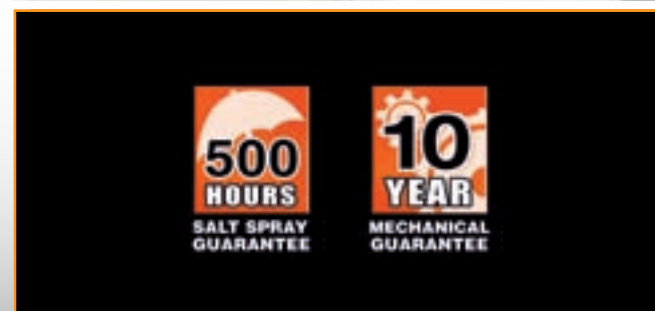 500
HOURS
SALT SPRAY
GUARANTEE
10
YEAR
MECHANICAL
GUARANTEE